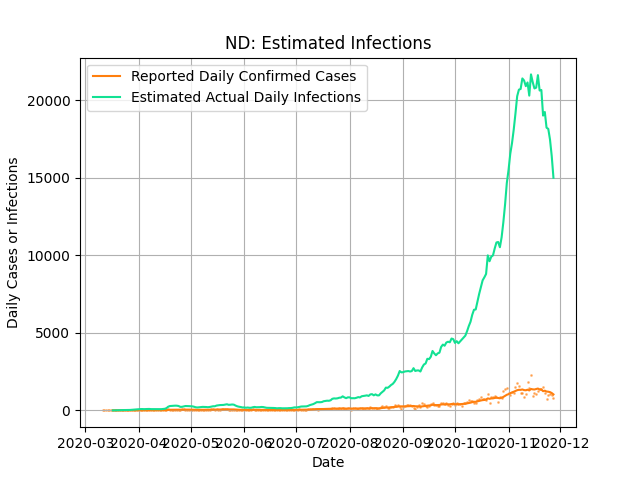 ND: Estimated Infections
Reported Daily Confirmed Cases
Estimated Actual Daily Infections
20000
15000
10000
5000
0
Daily Cases or Infections
2020-03 2020-04 2020-05 2020-06 2020-07 2020-08 2020-09 2020-10 2020-11 2020-12
Date